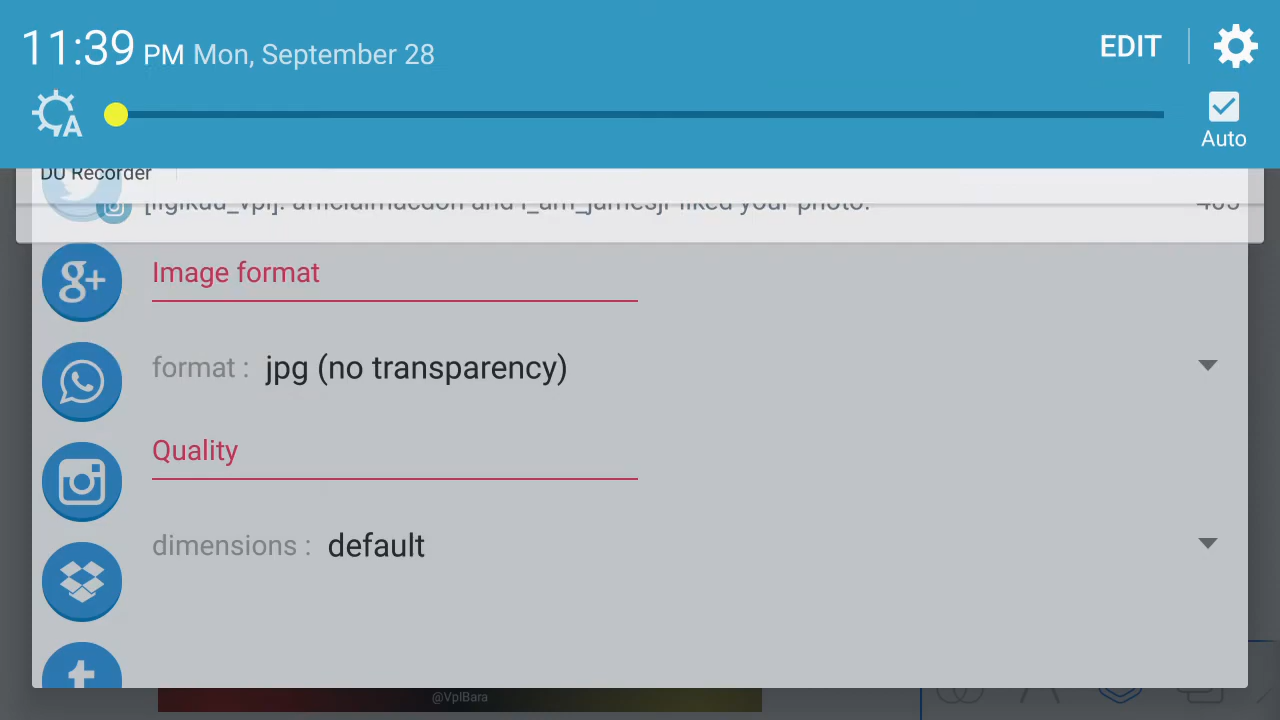 11:39 PM Mon, September 28
EDIT
Auto
DU Recorder
and liked your photo.
Image format
format : jpg (no transparency)
Quality
dimensions : default
@VplBara